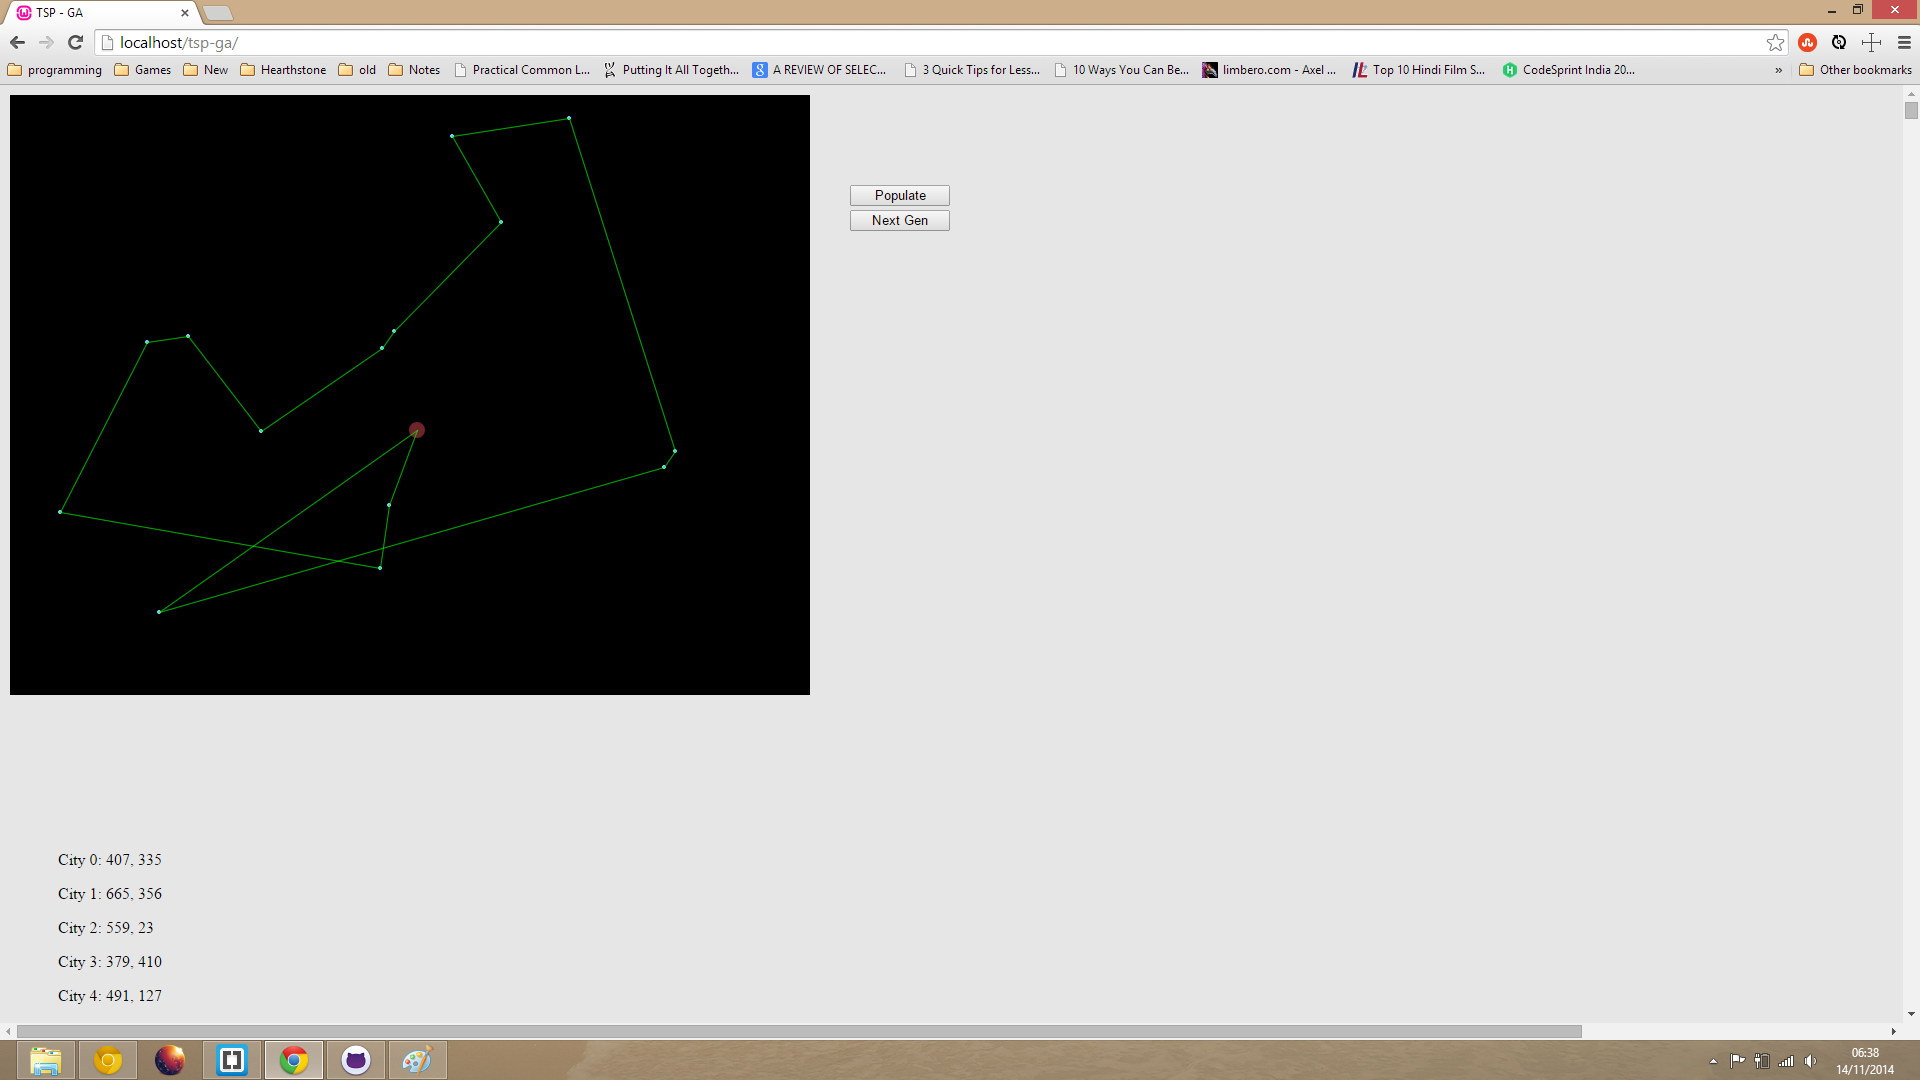 TSP - GA
localhost/tsp-ga/
programming Games New Hearthstone old Notes Practical Common L... Putting It All Togeth... A REVIEW OF SELEC... 3 Quick Tips for Less... 10 Ways You Can Be... limbero.com - Axel ... Top 10 Hindi Film S... CodeSprint India 20... » Other bookmarks
Populate
Next Gen
City 0: 407, 335
City 1: 665, 356
City 2: 559, 23
City 3: 379, 410
City 4: 491, 127
06:38
14/11/2014